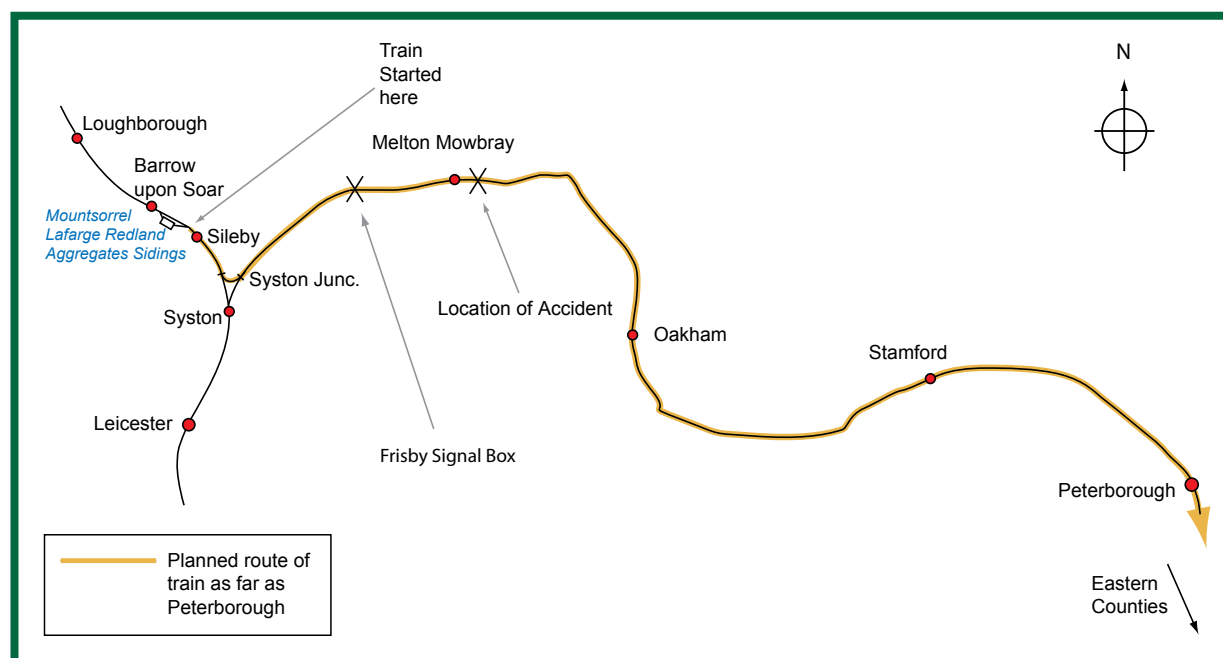 Train
Started
here
N
Loughborough
Melton Mowbray
Barrow
upon Soar
Mountsorrel
Lafarge Redland
Aggregates Sidings
Sileby
Syston Junc.
Location of Accident
Syston
Oakham
Stamford
Leicester
Frisby Signal Box
Peterborough
Planned route of
train as far as
Peterborough
Eastern
Counties